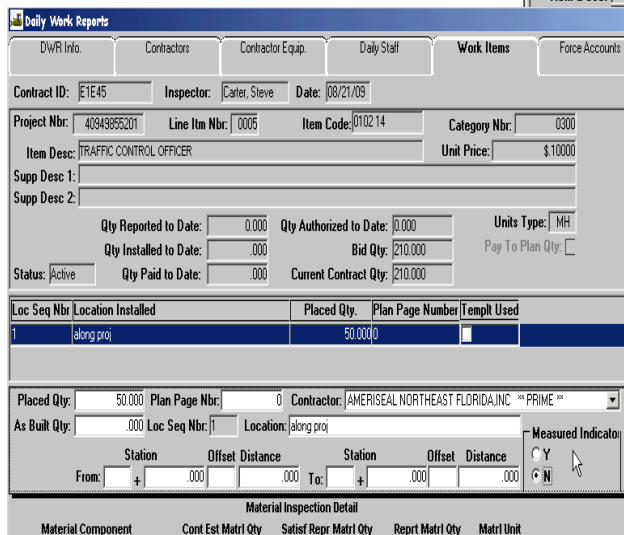 Daily Work Reports
DWR Info. Contractors Contractor Equip. Daily Staff Work Items Force Accounts
Contract ID: E1E45 Inspector: Carter, Steve Date: 08/21/09
Project Nbr: 40949855201 Line Itm Nbr: 0005 Item Code: 0102 14 Category Nbr: 0300
Item Desc: TRAFFIC CONTROL OFFICER Unit Price: $.10000
Supp Desc 1:
Supp Desc 2:
Qty Reported to Date: 0.000 Qty Authorized to Date: 0.000 Units Type: MH
Qty Installed to Date: .000 Bid Qty: 210.000 Pay To Plan Qty:
Status: Active Qty Paid to Date: .000 Current Contract Qty: 210.000
Loc Seq Nbr Location Installed Placed Qty. Plan Page Number Templt Used
1 along proj 50.000 0
Placed Qty: 50.000 Plan Page Nbr: 0 Contractor: AMERISEAL NORTHEAST FLORIDA,INC ** PRIME **
As Built Qty: .000 Loc Seq Nbr: 1 Location: along proj
Measured Indicator
Station Offset Distance Station Offset Distance Y
From: + .000 .000 To: + .000 .000 N
Material Inspection Detail
Material Component Cont Est Matrl Qty Satisf Repr Matrl Qty Reprt Matrl Qty Matrl Unit